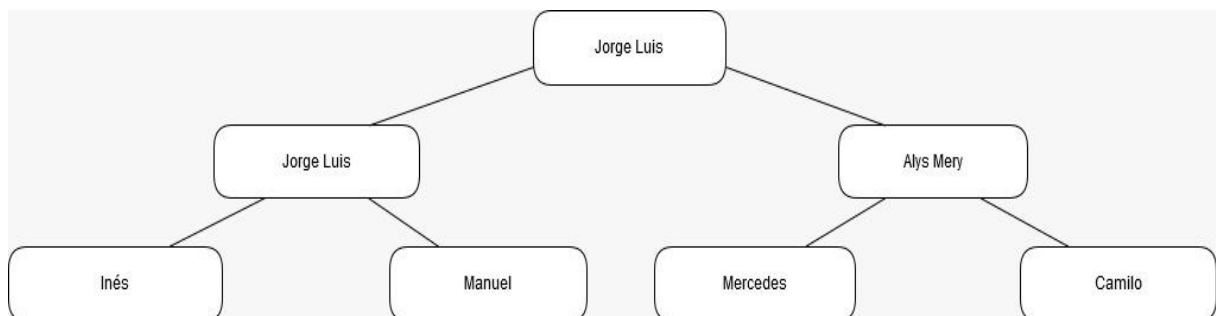 Jorge Luis
Jorge Luis
Alys Mery
Inés
Manuel
Mercedes
Camilo